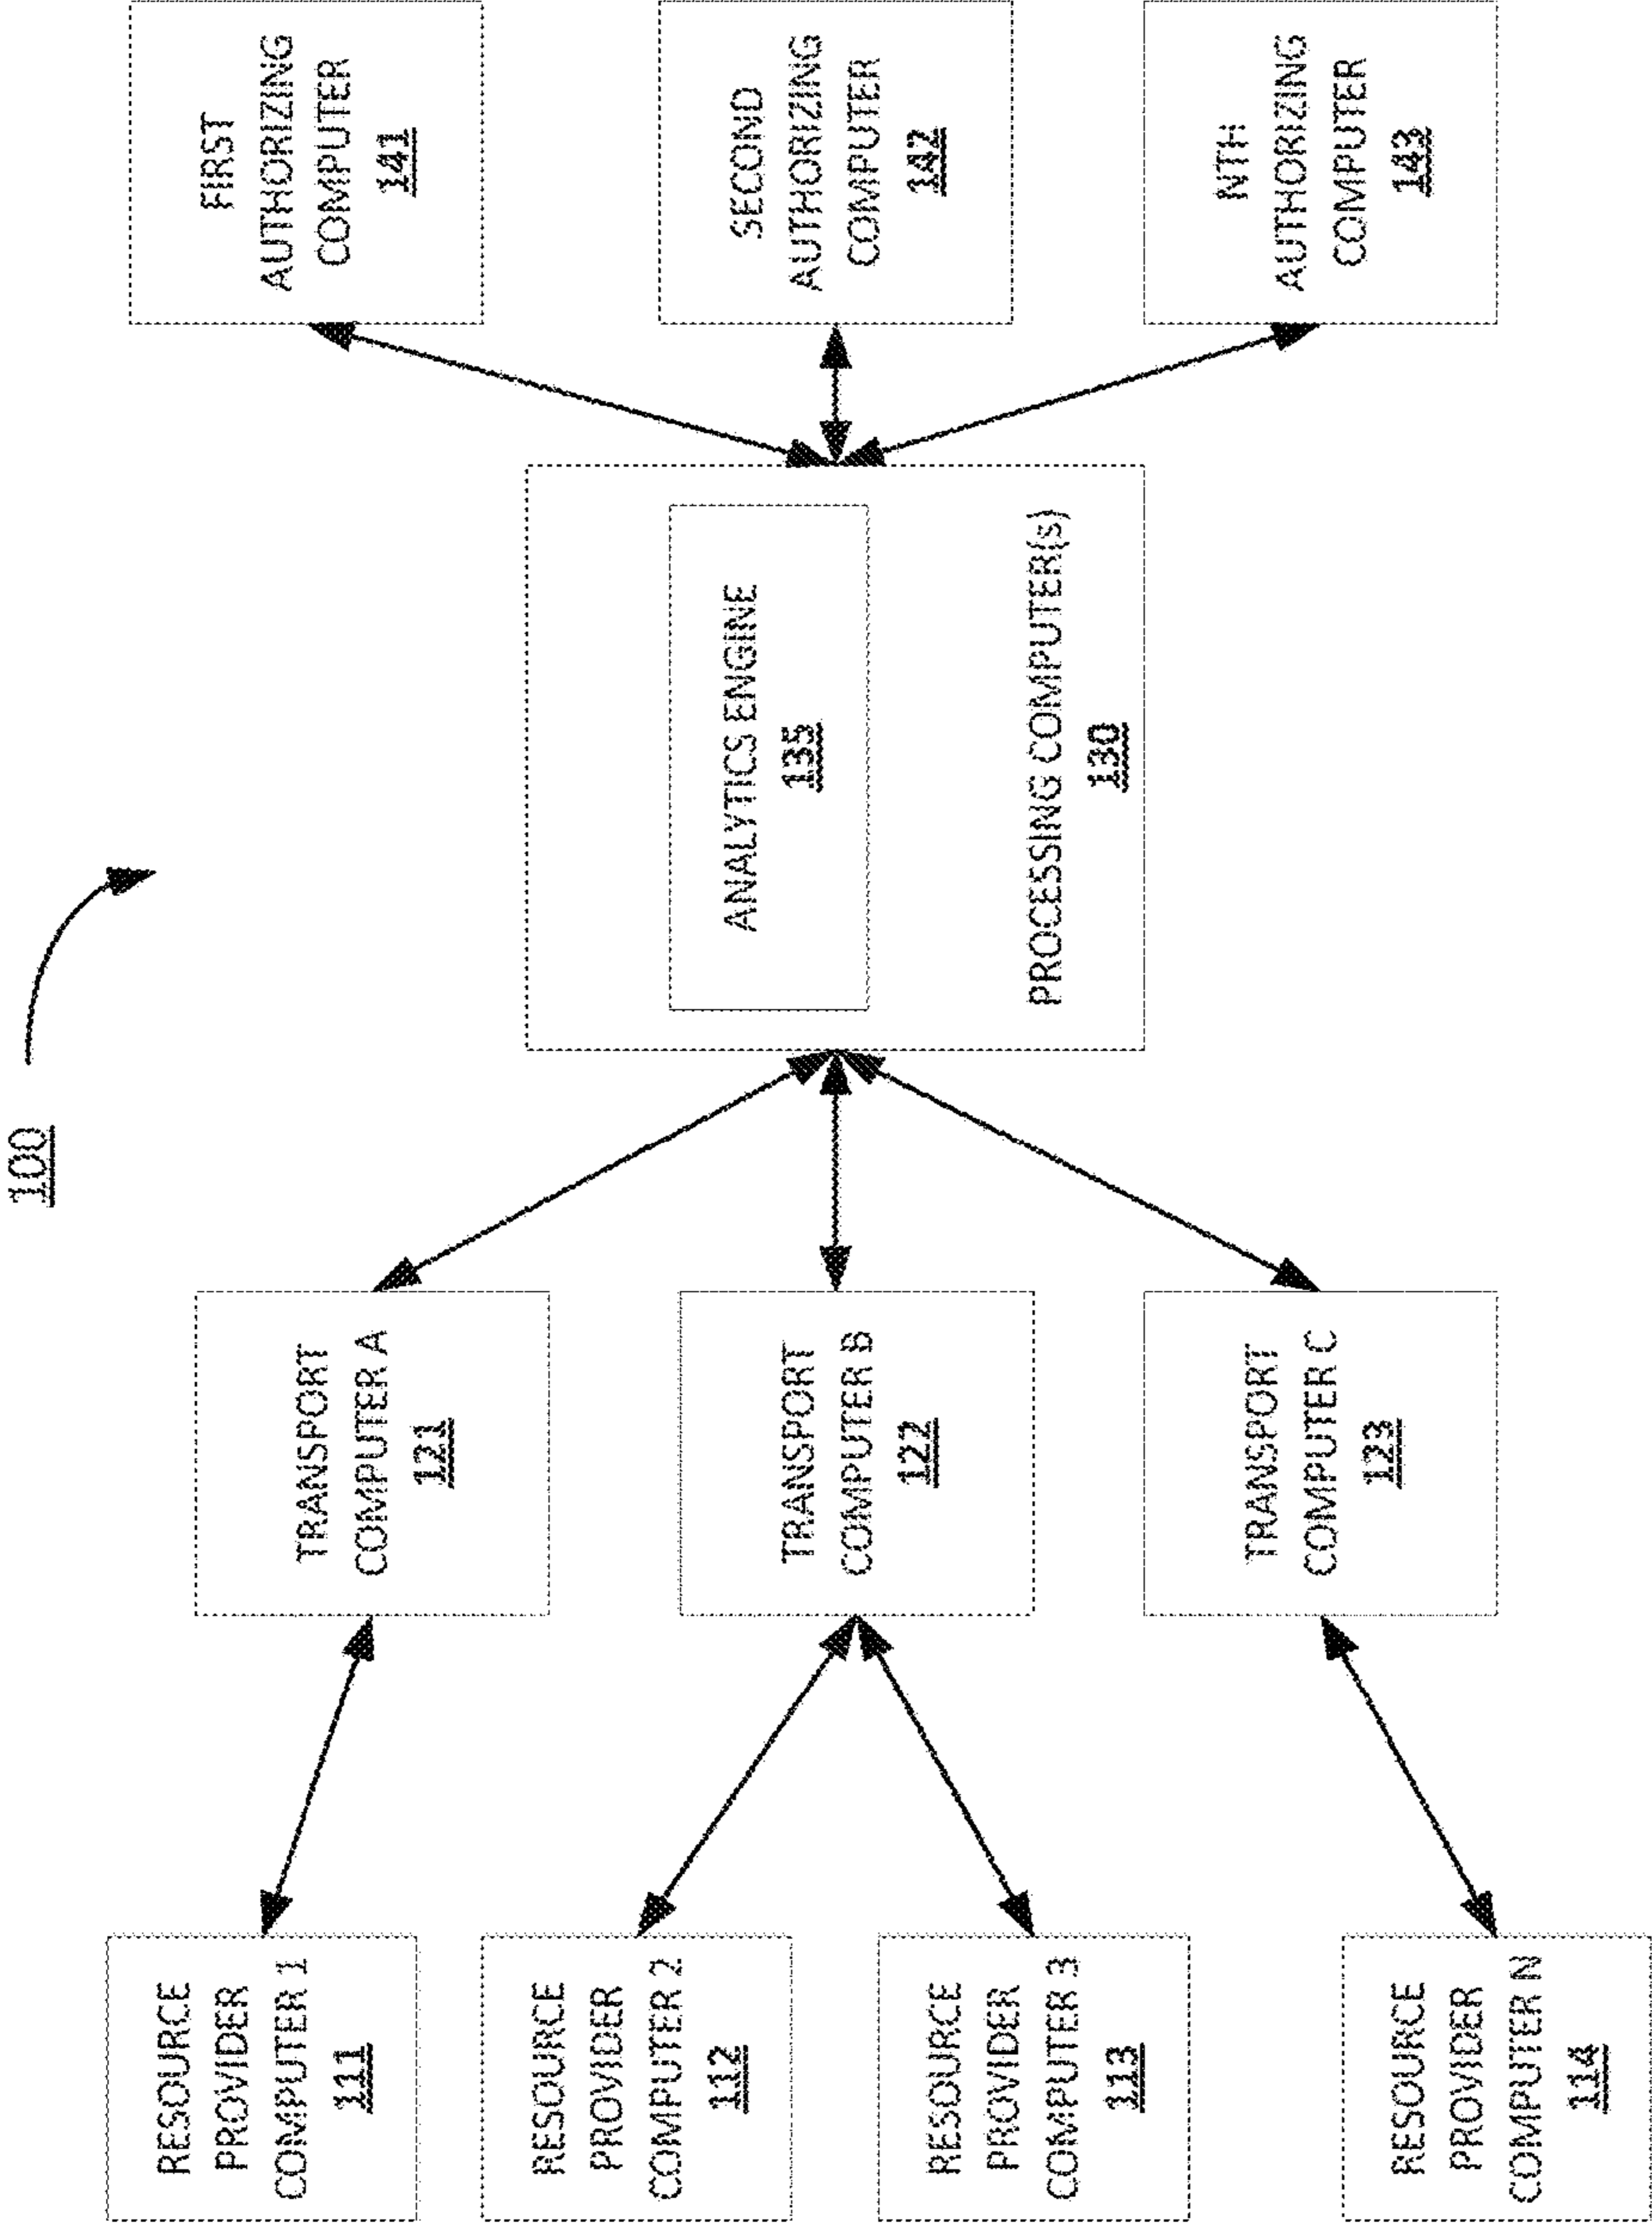 100
RESOURCE
PROVIDER
COMPUTER 1
111
RESOURCE
PROVIDER
COMPUTER 2
112
RESOURCE
PROVIDER
COMPUTER 3
113
RESOURCE
PROVIDER
COMPUTER N
114
TRANSPORT
COMPUTER A
121
TRANSPORT
COMPUTER B
122
TRANSPORT
COMPUTER C
123
ANALYTICS ENGINE
135
PROCESSING COMPUTER(s)
130
FIRST
AUTHORIZING
COMPUTER
141
SECOND
AUTHORIZING
COMPUTER
142
NTH
AUTHORIZING
COMPUTER
143